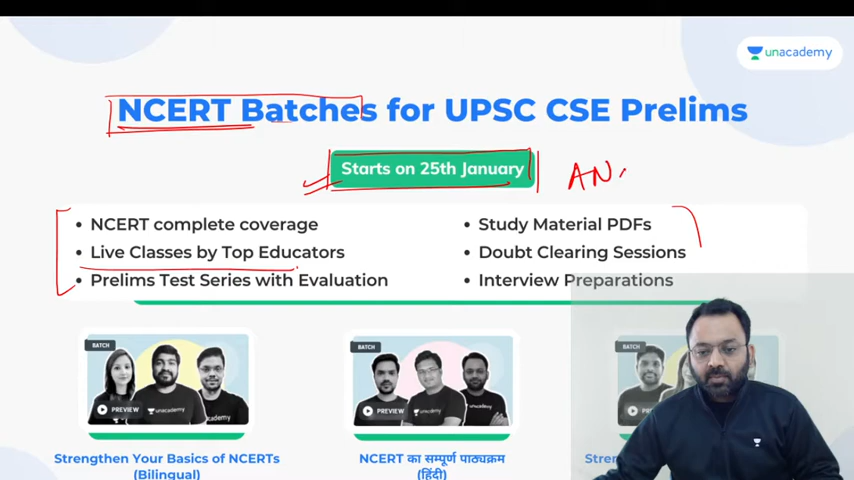 unacademy
NCERT Batches for UPSC CSE Prelims
Starts on 25th January
AN
• NCERT complete coverage
• Live Classes by Top Educators
• Prelims Test Series with Evaluation
• Study Material PDFs
• Doubt Clearing Sessions
• Interview Preparations
BATCH
PREVIEW
unacademy
BATCH
PREVIEW
BATCH
PREVIEW
Strengthen Your Basics of NCERTs
(Bilingual)
NCERT का सम्पूर्ण पाठ्यक्रम
(हिंदी)